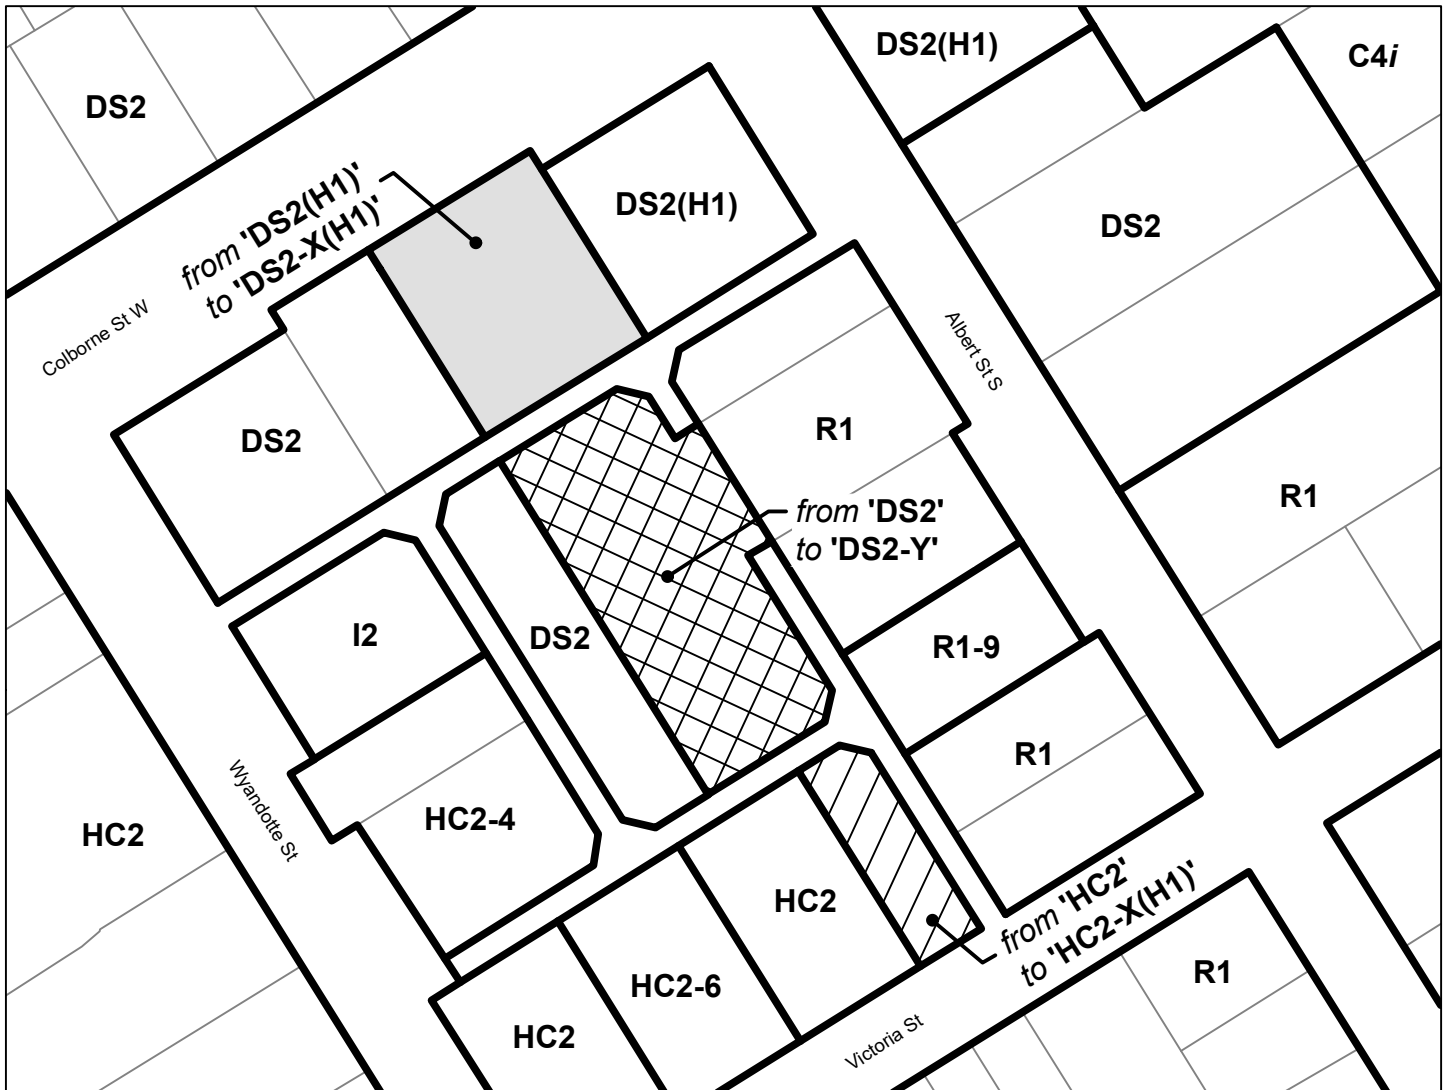 DS2(H1)
C4i
DS2
from 'DS2(H1)'
to 'DS2-X(H1)'
DS2(H1)
DS2
Colborne St W
Albert St S
DS2
R1
R1
from 'DS2'
to 'DS2-Y'
I2
DS2
R1-9
R1
Wyandotte St
HC2
HC2-4
HC2
from 'HC2'
to 'HC2-X(H1)'
HC2-6
R1
HC2
Victoria St